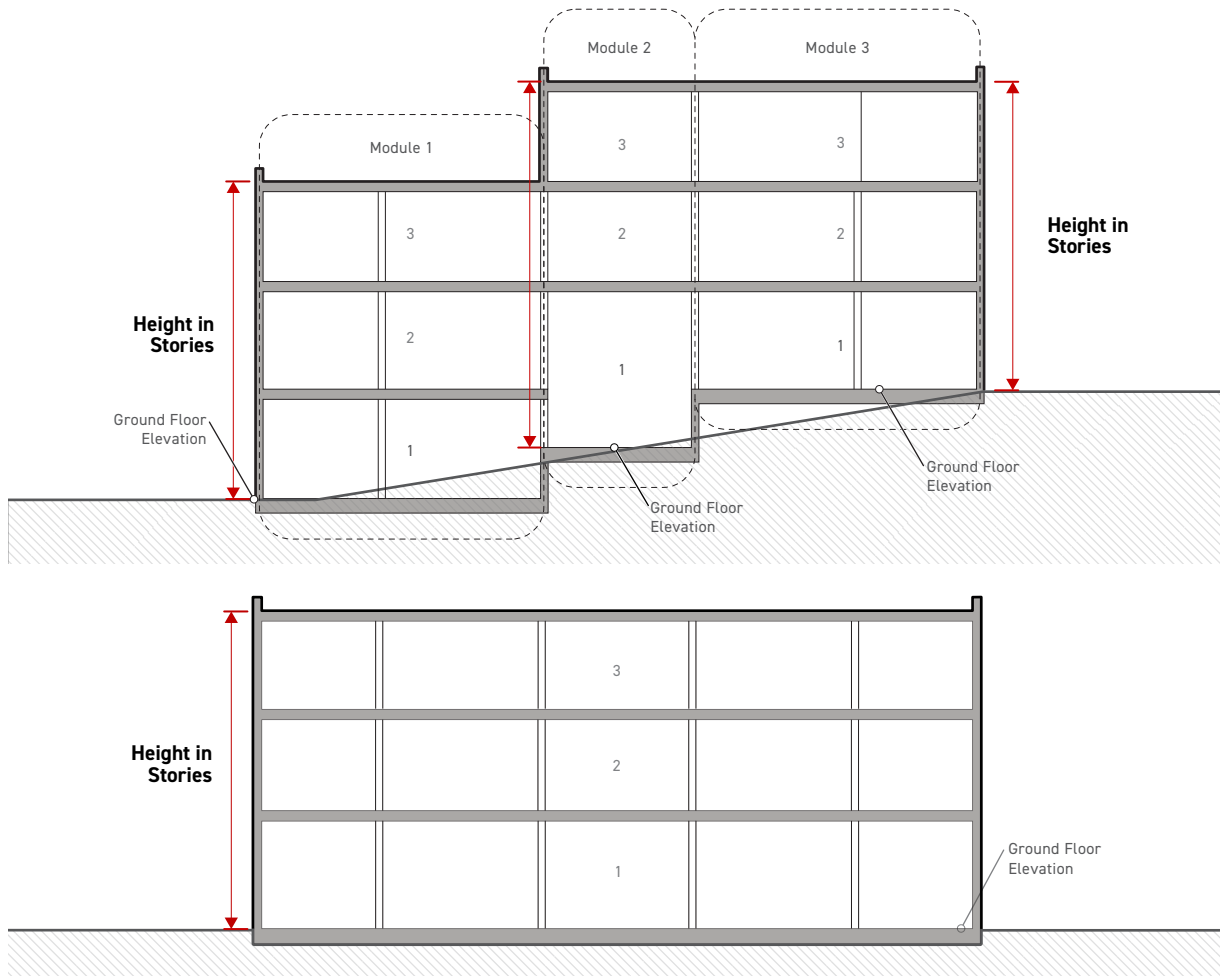 Module 2
Module 3
Module 1
3
3
3
2
2
Height in
Stories
Height in
Stories
2
1
1
Ground Floor
Elevation
1
Ground Floor
Elevation
Ground Floor
Elevation
3
Height in
Stories
2
Ground Floor
Elevation
1